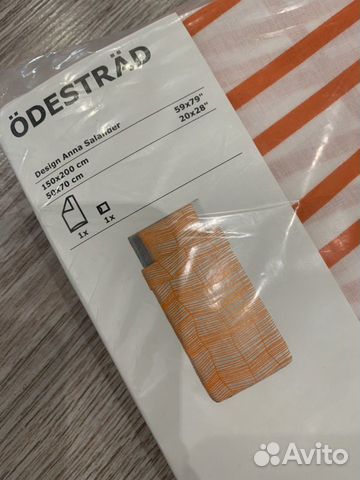 ÖDESTRÄD
Design Anna Salander
150x200 cm 59x79"
50x70 cm 20x28"
1x 1x
Avito